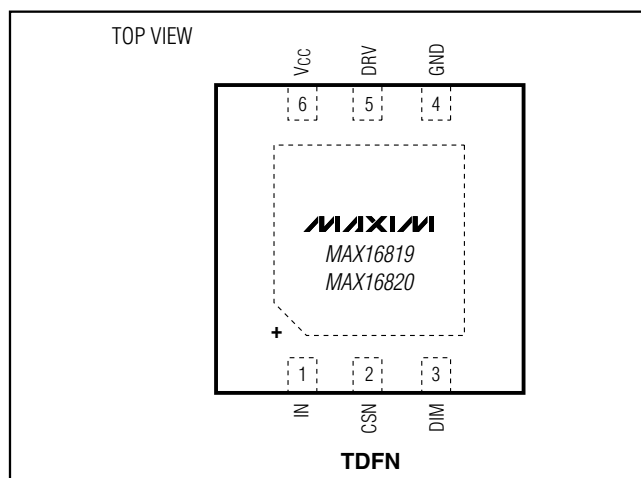 TOP VIEW
VCC
DRV
GND
6
5
4
MAXIM
MAX16819
MAX16820
+
1
2
3
IN
CSN
DIM
TDFN